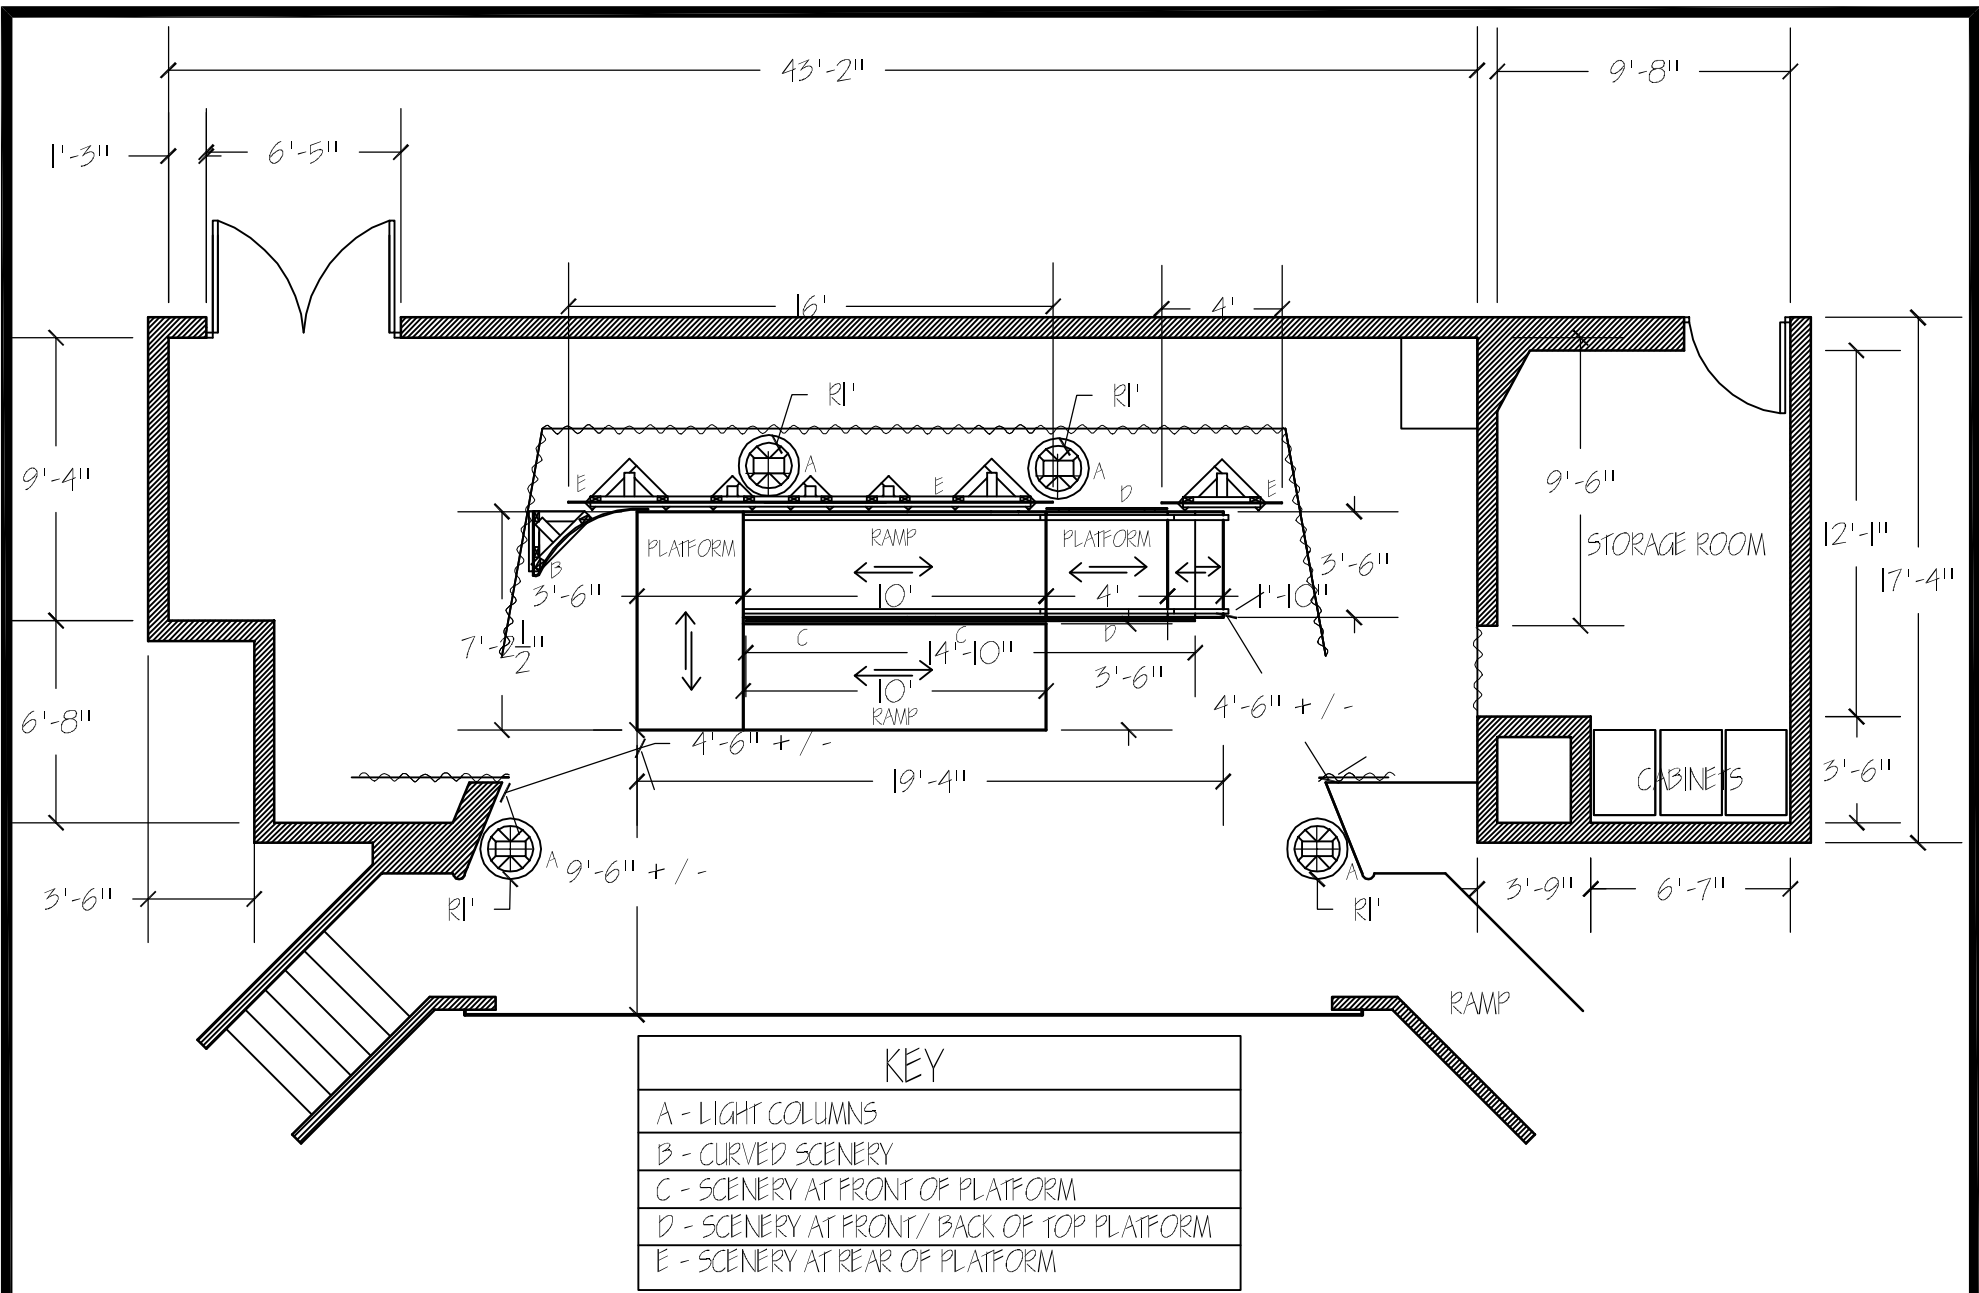 43'-2"
9'-8"
1'-3"
6'-5"
16'
4'
R1'
R1'
9'-4"
A
A
E
E
D
E
9'-6"
PLATFORM
RAMP
PLATFORM
3'-6"
STORAGE ROOM
12'-1"
17'-4"
B
3'-6"
10'
4'
1'-10"
7'-2 1/2"
C
C
D
14'-10"
3'-6"
10'
4'-6" + / -
RAMP
6'-8"
4'-6" + / -
19'-4"
CABINETS
3'-6"
A
9'-6" + / -
A
3'-6"
R1'
R1'
3'-9"
6'-7"
RAMP
KEY
A - LIGHT COLUMNS
B - CURVED SCENERY
C - SCENERY AT FRONT OF PLATFORM
D - SCENERY AT FRONT/ BACK OF TOP PLATFORM
E - SCENERY AT REAR OF PLATFORM